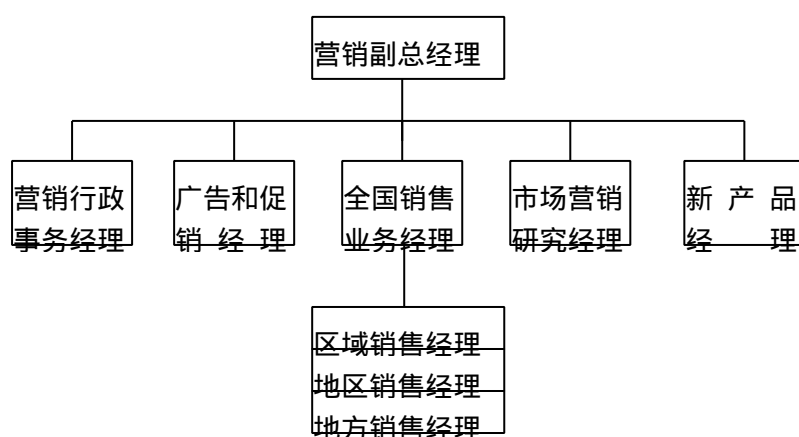 营销副总经理
营销行政
事务经理
广告和促
销 经 理
全国销售
业务经理
市场营销
研究经理
新 产 品
经 理
区域销售经理
地区销售经理
地方销售经理